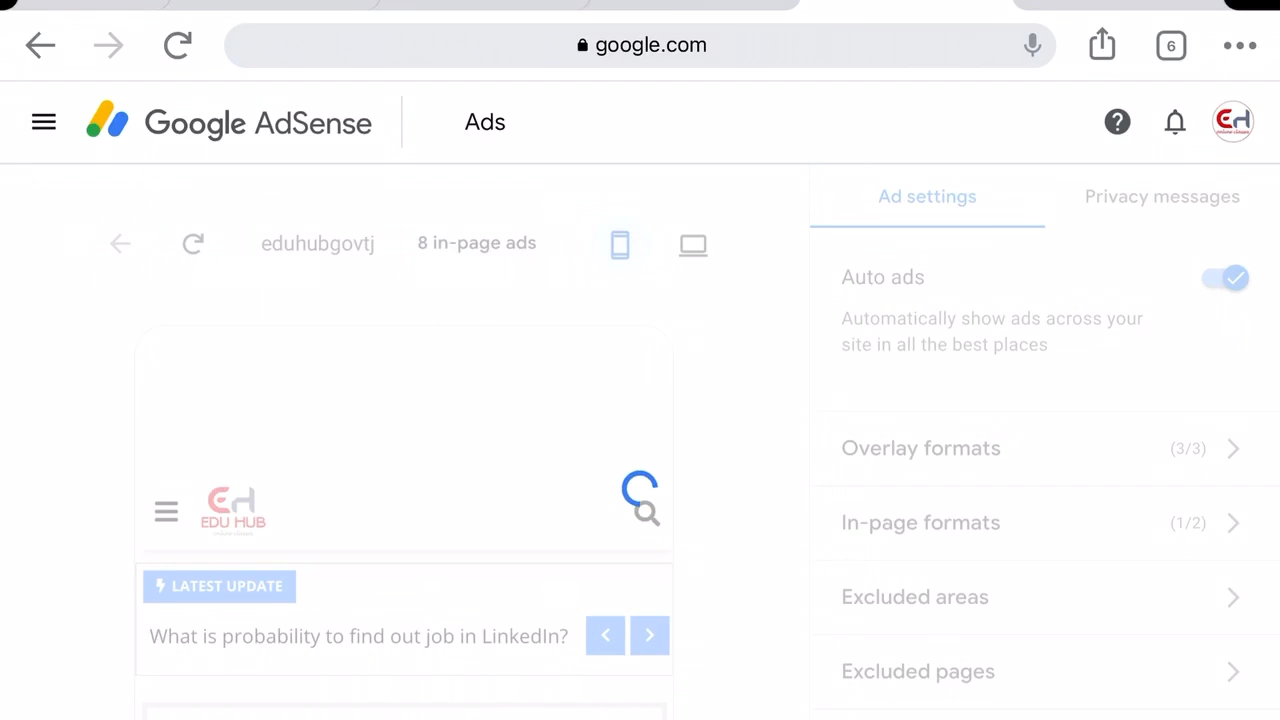 google.com
6
Google AdSense
Ads
EH
Ad settings
Privacy messages
eduhubgovtj
8 in-page ads
Auto ads
Automatically show ads across your
site in all the best places
Overlay formats
(3/3)
In-page formats
(1/2)
Excluded areas
Excluded pages
EH
EDU HUB
LATEST UPDATE
What is probability to find out job in LinkedIn?